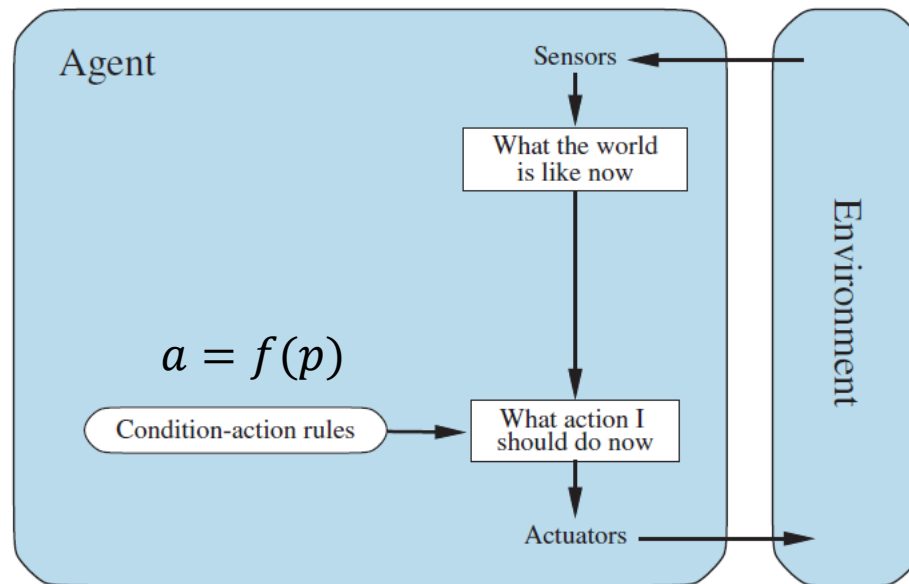 Agent
Sensors
What the world
is like now
Environment
a = f(p)
Condition-action rules
What action I
should do now
Actuators